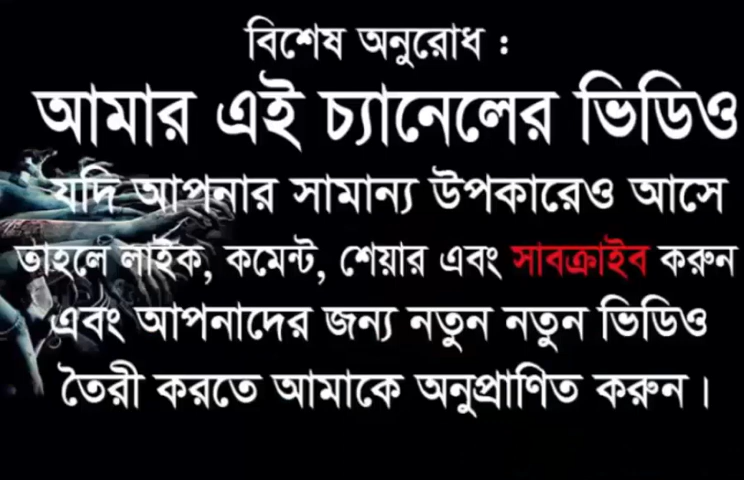 বিশেষ অনুরোধ :
আমার এই চ্যানেলের ভিডিও
যদি আপনার সামান্য উপকারেও আসে
তাহলে লাইক, কমেন্ট, শেয়ার এবং সাবক্রাইব করুন
এবং আপনাদের জন্য নতুন নতুন ভিডিও
তৈরী করতে আমাকে অনুপ্রাণিত করুন।